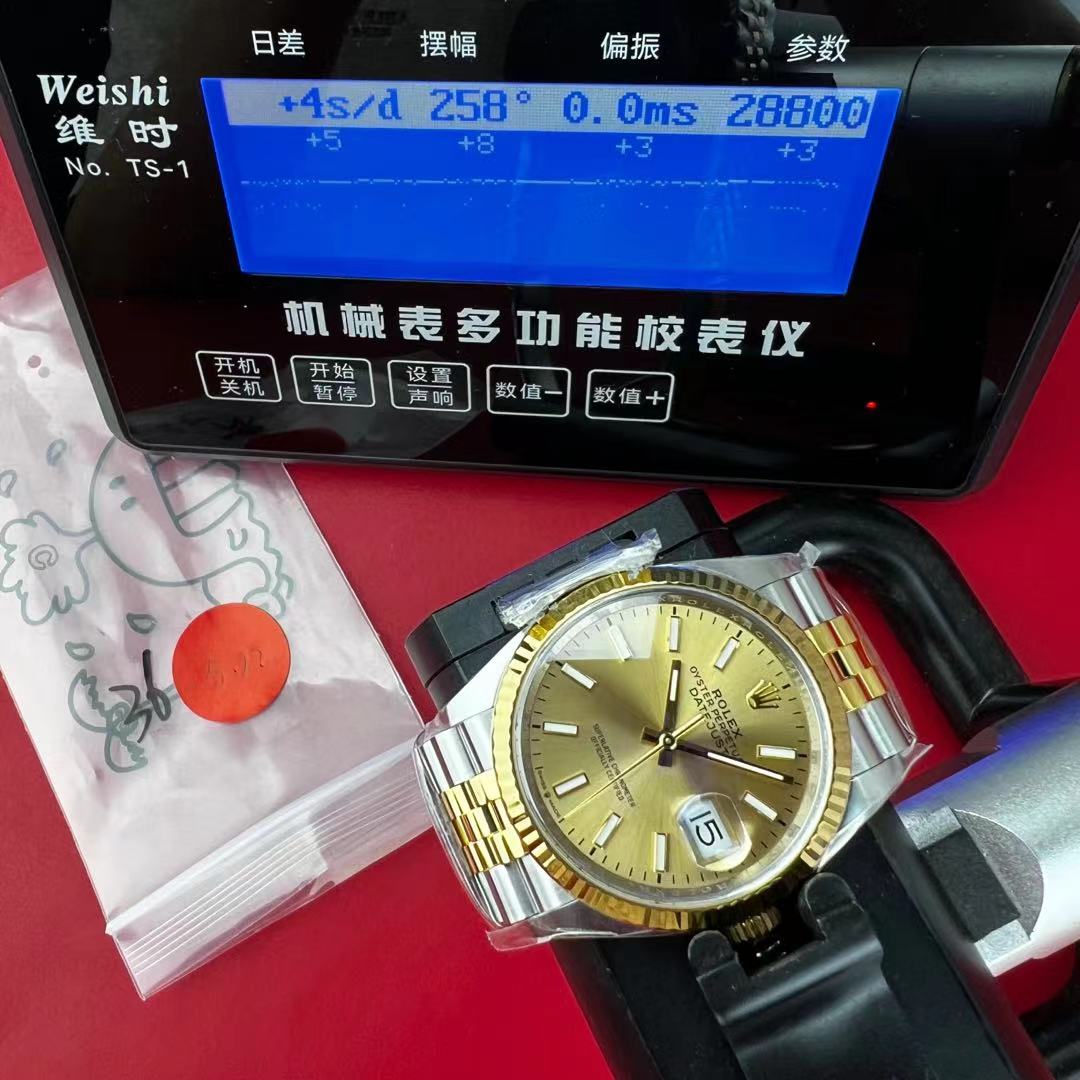 日差 摆幅 偏振 参数
Weishi
维时
No. TS-1
+4s/d 258° 0.0ms 28800
+5 +8 +3 +3
机械表多功能校表仪
开机
关机
开始
暂停
设置
声响
数值−
数值+
36
ROLEX
OYSTER PERPETUAL
DATEJUST
SUPERLATIVE CHRONOMETER
OFFICIALLY CERTIFIED
15